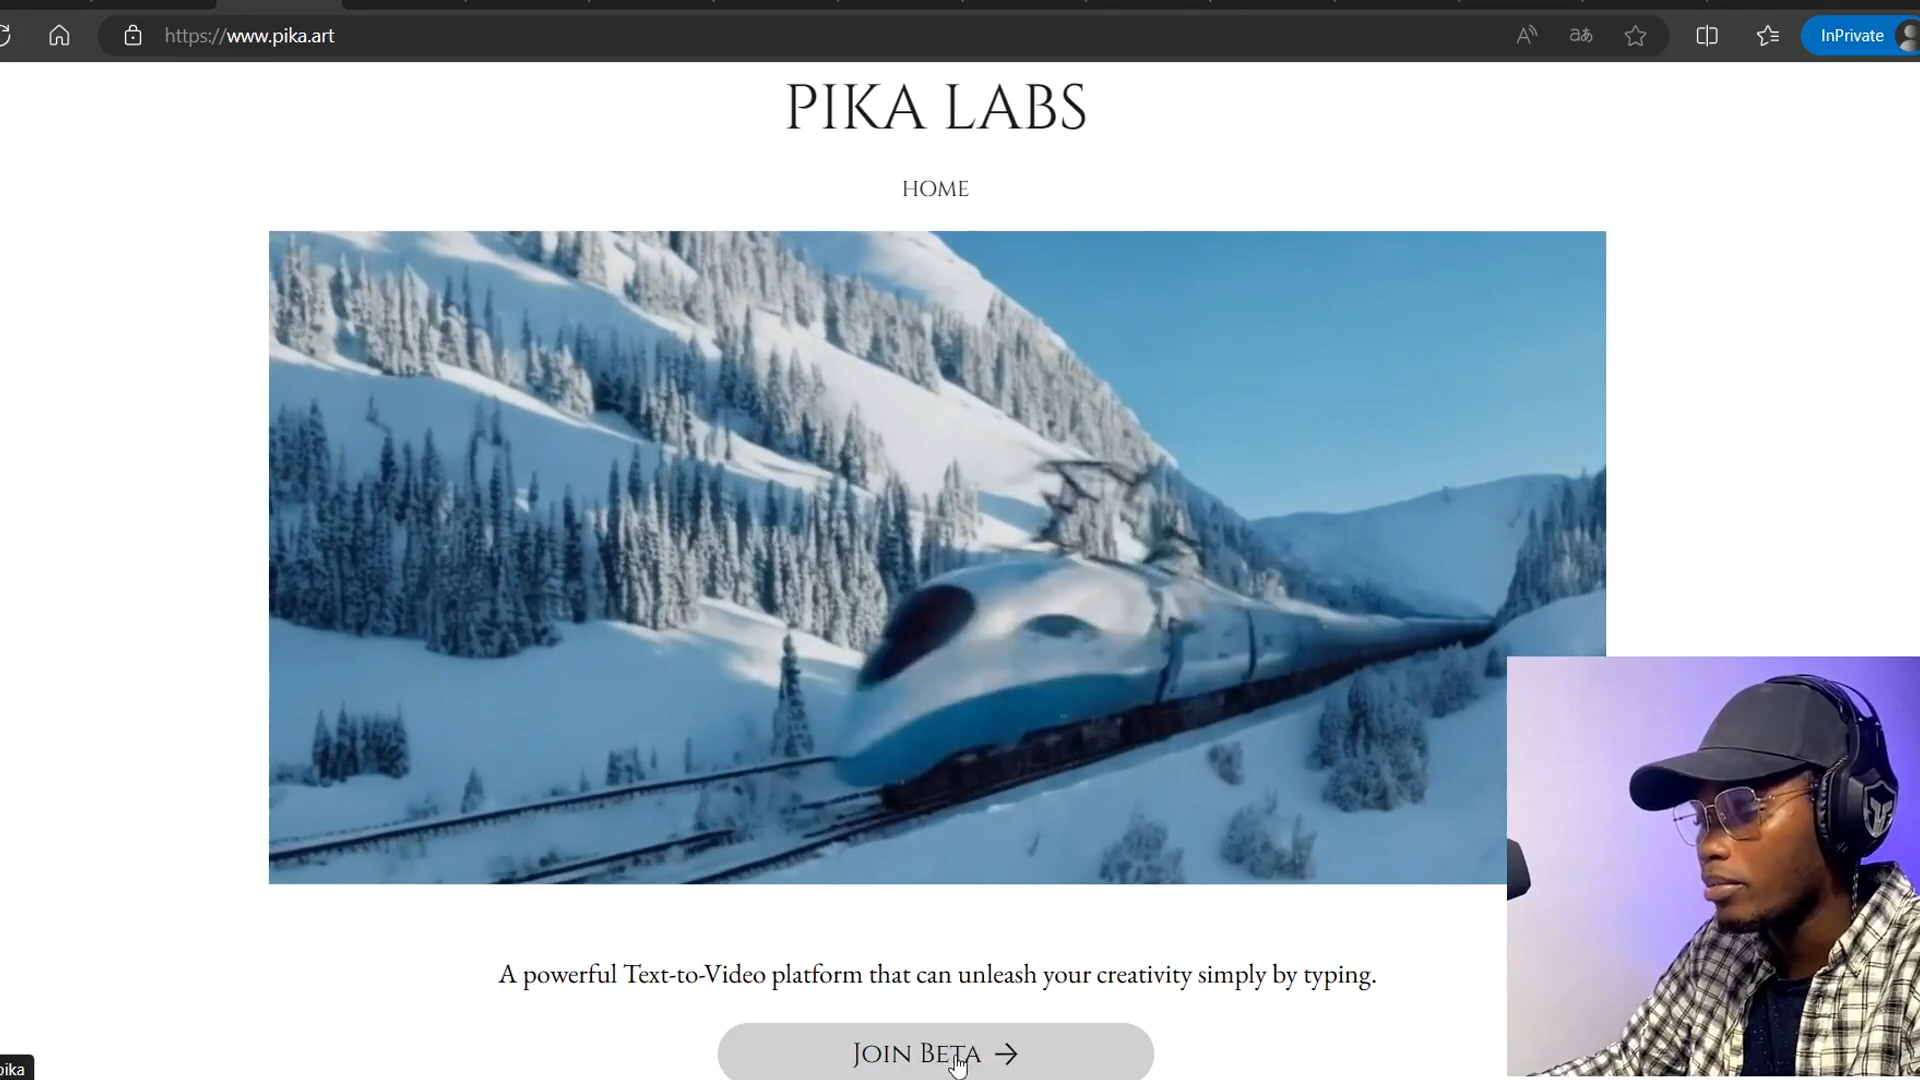 https://www.pika.art
InPrivate
PIKA LABS
HOME
A powerful Text-to-Video platform that can unleash your creativity simply by typing.
JOIN BETA →
pika